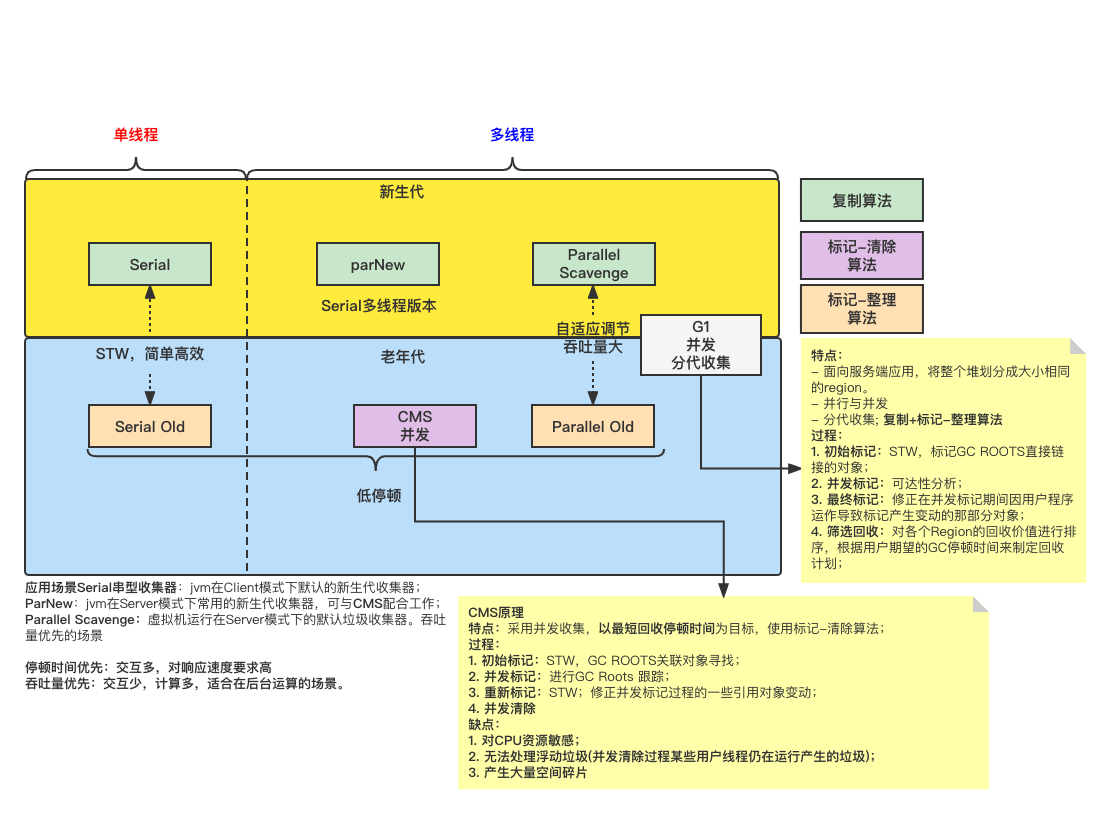 单线程
多线程
新生代
Serial
parNew
Parallel
Scavenge
Serial多线程版本
自适应调节
吞吐量大
G1
并发
分代收集
STW，简单高效
老年代
Serial Old
CMS
并发
Parallel Old
低停顿
复制算法
标记-清除
算法
标记-整理
算法
特点：
- 面向服务端应用，将整个堆划分成大小相同
的region。
- 并行与并发
- 分代收集; 复制+标记-整理算法
过程：
1. 初始标记：STW，标记GC ROOTS直接链
接的对象；
2. 并发标记：可达性分析；
3. 最终标记：修正在并发标记期间因用户程序
运作导致标记产生变动的那部分对象；
4. 筛选回收：对各个Region的回收价值进行排
序，根据用户期望的GC停顿时间来制定回收
计划；
应用场景Serial串型收集器：jvm在Client模式下默认的新生代收集器；
ParNew：jvm在Server模式下常用的新生代收集器，可与CMS配合工作；
Parallel Scavenge：虚拟机运行在Server模式下的默认垃圾收集器。吞吐
量优先的场景
停顿时间优先：交互多，对响应速度要求高
吞吐量优先：交互少，计算多，适合在后台运算的场景。
CMS原理
特点：采用并发收集，以最短回收停顿时间为目标，使用标记-清除算法；
过程：
1. 初始标记：STW，GC ROOTS关联对象寻找；
2. 并发标记：进行GC Roots 跟踪；
3. 重新标记：STW；修正并发标记过程的一些引用对象变动；
4. 并发清除
缺点：
1. 对CPU资源敏感；
2. 无法处理浮动垃圾(并发清除过程某些用户线程仍在运行产生的垃圾)；
3. 产生大量空间碎片